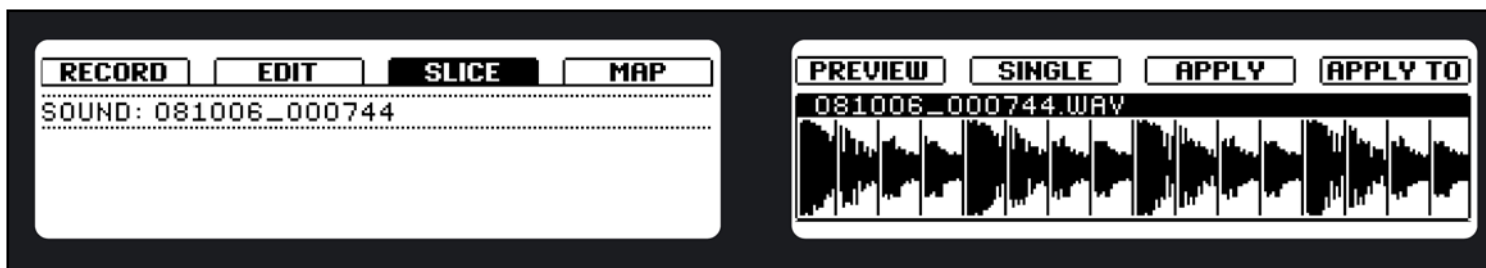 RECORD EDIT SLICE MAP
SOUND: 081006_000744
PREVIEW SINGLE APPLY APPLY TO
081006_000744.WAV